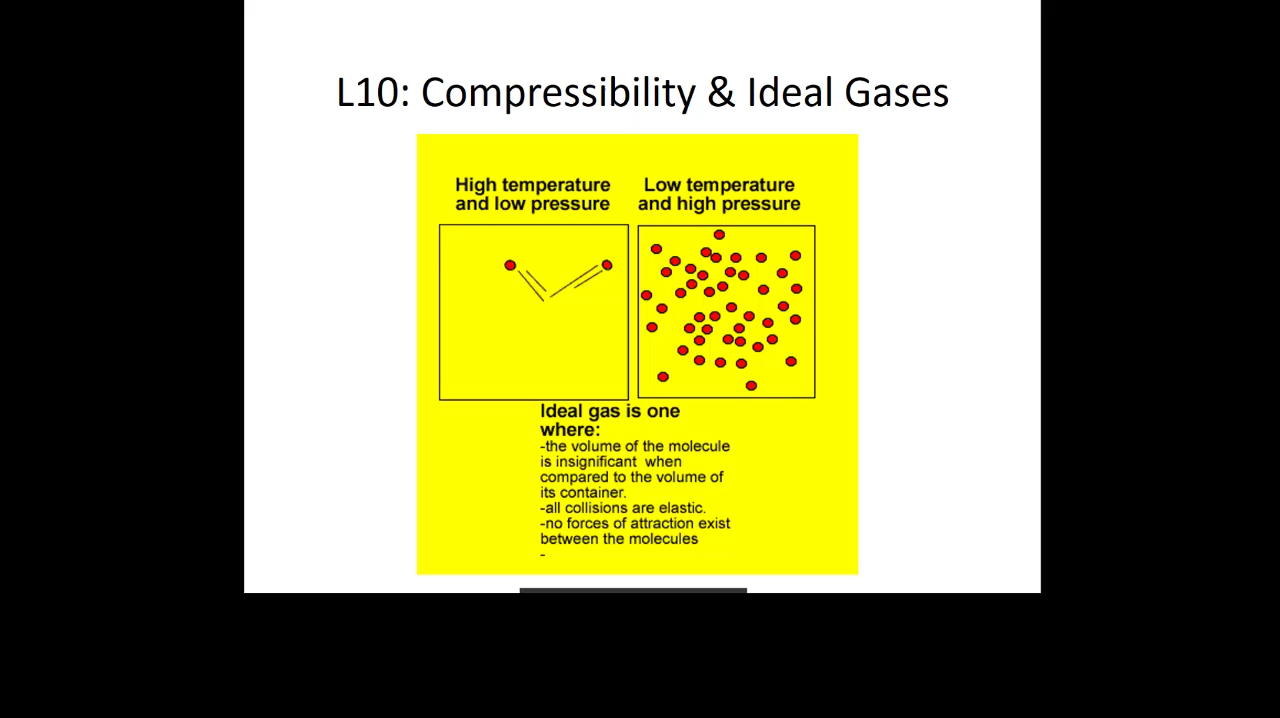 L10: Compressibility & Ideal Gases
High temperature
and low pressure
Low temperature
and high pressure
Ideal gas is one
where:
-the volume of the molecule
is insignificant when
compared to the volume of
its container.
-all collisions are elastic.
-no forces of attraction exist
between the molecules
-